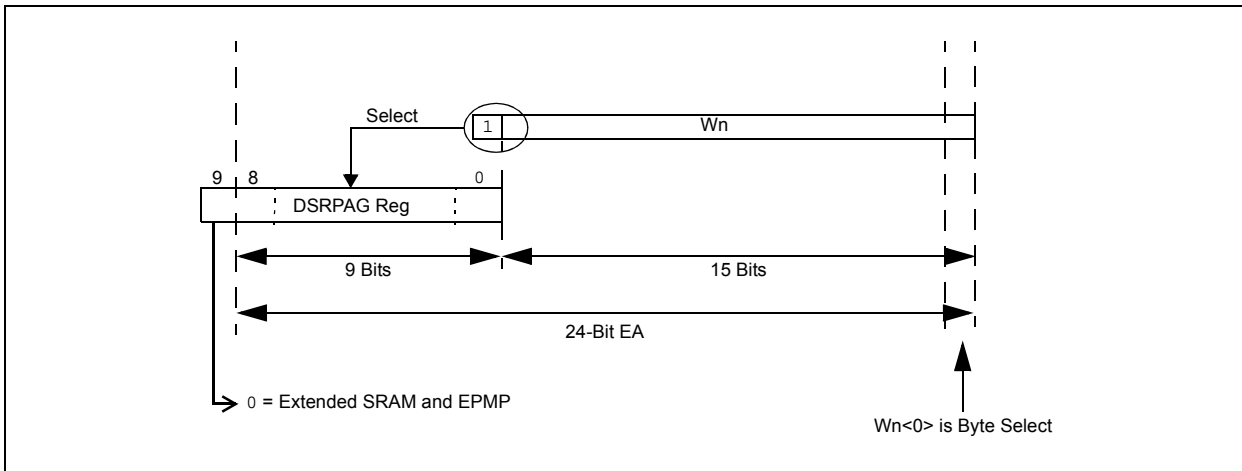 Select
1
Wn
9 8 0
DSRPAG Reg
9 Bits 15 Bits
24-Bit EA
0 = Extended SRAM and EPMP
Wn<0> is Byte Select